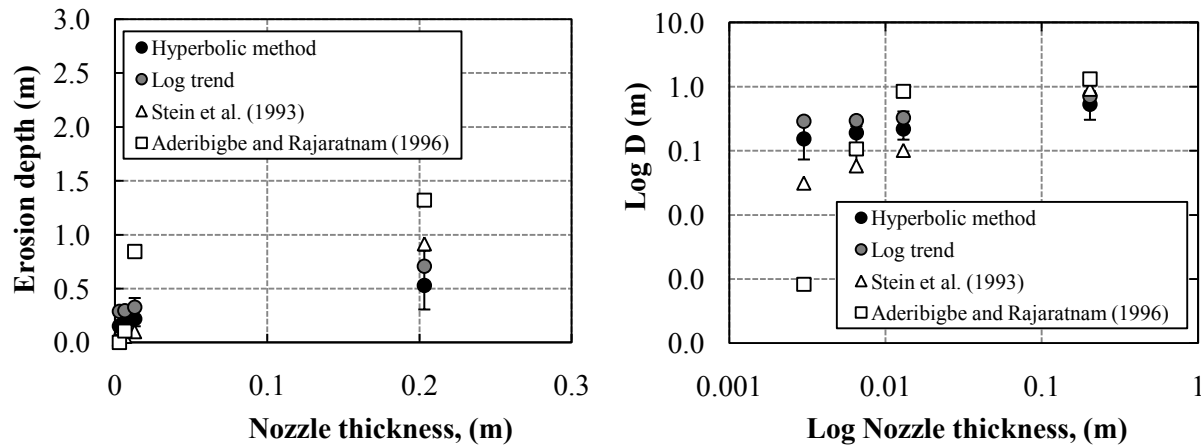 3.0
2.5
2.0
1.5
1.0
0.5
0.0
Erosion depth (m)
Hyperbolic method
Log trend
Stein et al. (1993)
Aderibigbe and Rajaratnam (1996)
0
0.1
0.2
0.3
Nozzle thickness, (m)
10.0
1.0
0.1
0.0
0.0
0.0
Log D (m)
Hyperbolic method
Log trend
Stein et al. (1993)
Aderibigbe and Rajaratnam (1996)
0.001
0.01
0.1
1
Log Nozzle thickness, (m)